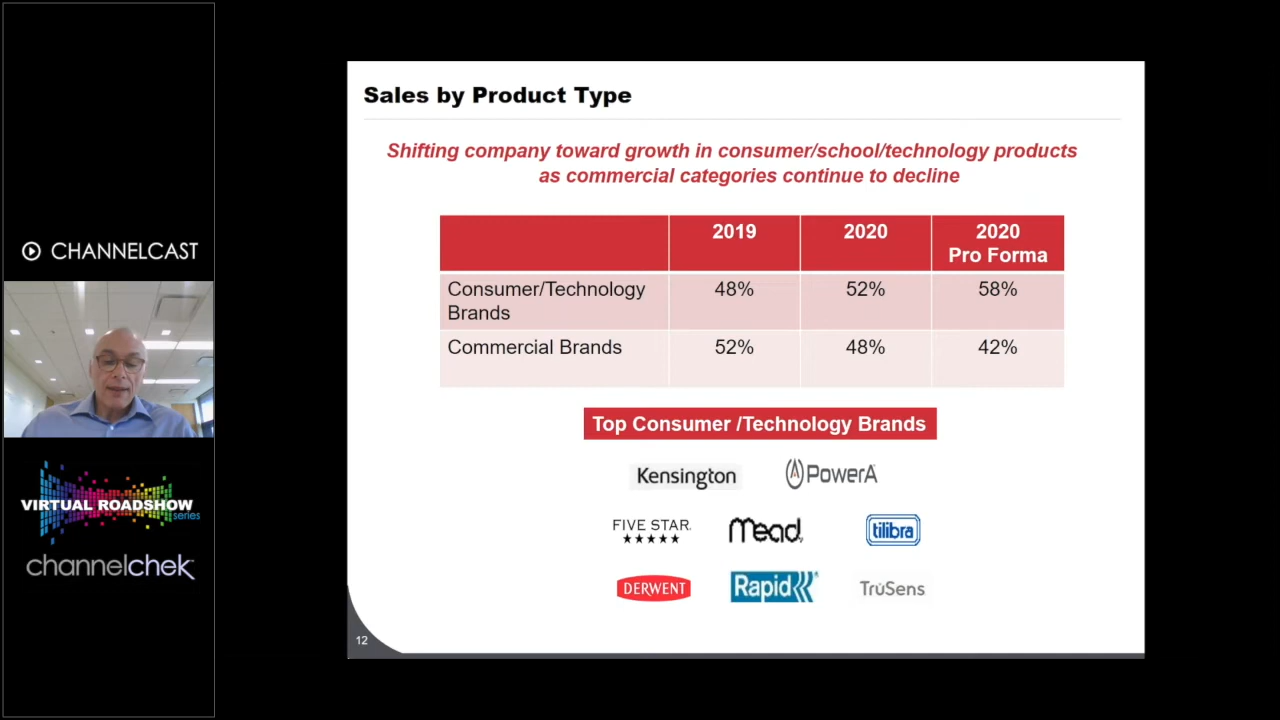 CHANNELCAST
VIRTUAL ROADSHOW
series
channelchek
Sales by Product Type
Shifting company toward growth in consumer/school/technology products
as commercial categories continue to decline
2019 2020 2020
Pro Forma
Consumer/Technology 48% 52% 58%
Brands
Commercial Brands 52% 48% 42%
Top Consumer /Technology Brands
Kensington PowerA
FIVE STAR. Mead tilibra
DERWENT Rapid TruSens
12